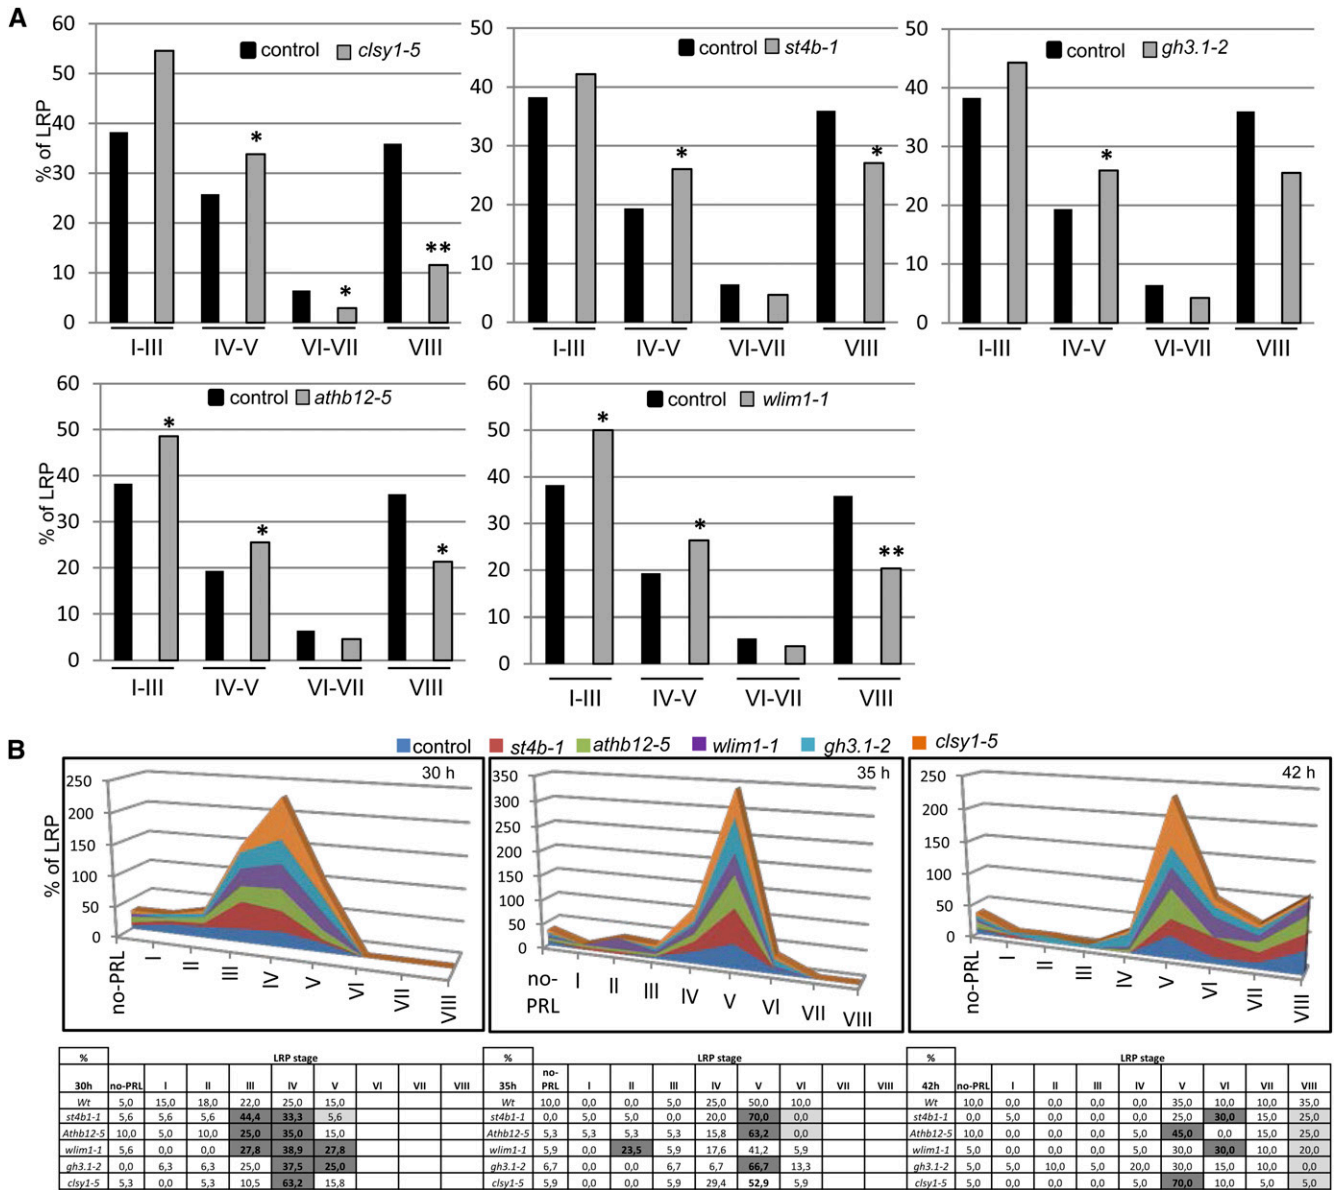 A
60
50
40
30
20
10
0
% of LRP
control clsy1-5
*
*
**
I-III IV-V VI-VII VIII
50
40
30
20
10
0
control st4b-1
*
*
I-III IV-V VI-VII VIII
50
40
30
20
10
0
control gh3.1-2
*
I-III IV-V VI-VII VIII
60
50
40
30
20
10
0
% of LRP
control athb12-5
*
*
*
I-III IV-V VI-VII VIII
60
50
40
30
20
10
0
control wlim1-1
*
*
**
I-III IV-V VI-VII VIII
B
control st4b-1 athb12-5 wlim1-1 gh3.1-2 clsy1-5
30 h
250
200
150
100
50
0
% of LRP
no-PRL I II III IV V VI VII VIII
35 h
350
300
250
200
150
100
50
0
no-
PRL I II III IV V VI VII VIII
42 h
250
200
150
100
50
0
no-PRL I II III IV V VI VII VIII
% LRP stage
30h no-PRL I II III IV V VI VII VIII
Wt 5,0 15,0 18,0 22,0 25,0 15,0
st4b1-1 5,6 5,6 5,6 44,4 33,3 5,6
Athb12-5 10,0 5,0 10,0 25,0 35,0 15,0
wlim1-1 5,6 0,0 0,0 27,8 38,9 27,8
gh3.1-2 0,0 6,3 6,3 25,0 37,5 25,0
clsy1-5 5,3 0,0 5,3 10,5 63,2 15,8
% LRP stage
35h no-
PRL I II III IV V VI VII VIII
Wt 10,0 0,0 0,0 5,0 25,0 50,0 10,0
st4b1-1 0,0 5,0 5,0 0,0 20,0 70,0 0,0
Athb12-5 5,3 5,3 5,3 5,3 15,8 63,2 0,0
wlim1-1 5,9 0,0 23,5 5,9 17,6 41,2 5,9
gh3.1-2 6,7 0,0 0,0 6,7 6,7 66,7 13,3
clsy1-5 5,9 0,0 0,0 5,9 29,4 52,9 5,9
% LRP stage
42h no-PRL I II III IV V VI VII VIII
Wt 10,0 0,0 0,0 0,0 0,0 35,0 10,0 10,0 35,0
st4b1-1 0,0 5,0 0,0 0,0 0,0 25,0 30,0 15,0 25,0
Athb12-5 10,0 0,0 0,0 0,0 5,0 45,0 0,0 15,0 25,0
wlim1-1 5,0 0,0 0,0 0,0 5,0 30,0 30,0 10,0 20,0
gh3.1-2 5,0 5,0 10,0 5,0 20,0 30,0 15,0 10,0 0,0
clsy1-5 5,0 0,0 0,0 0,0 5,0 70,0 10,0 5,0 5,0